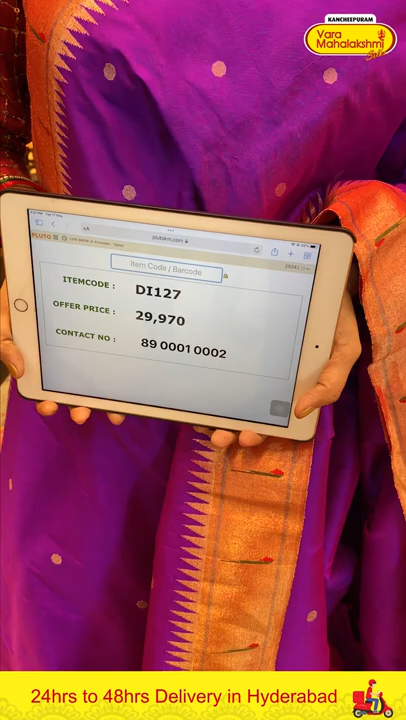 KANCHEEPURAM
Vara
Mahalakshmi
Silks
plutokm.com
PLUTO
Item Code / Barcode
29341
ITEMCODE : DI127
OFFER PRICE : 29,970
CONTACT NO : 89 0001 0002
24hrs to 48hrs Delivery in Hyderabad